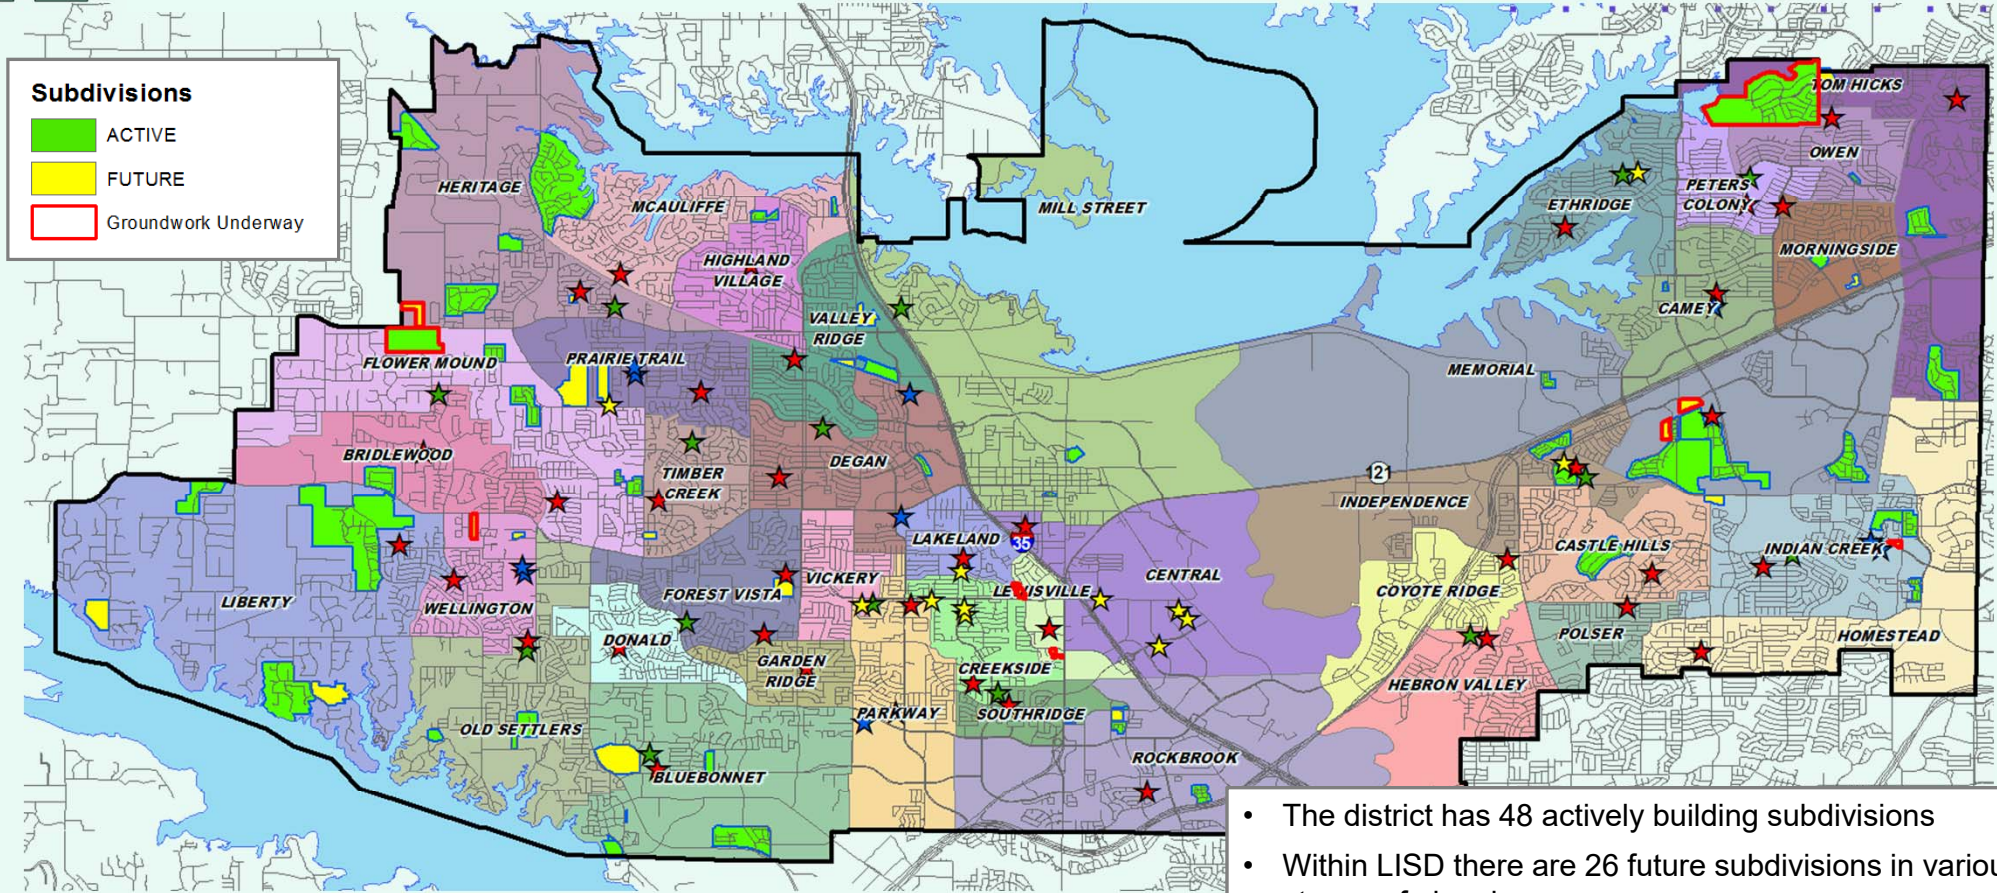 Subdivisions
ACTIVE
FUTURE
Groundwork Underway
TOM HICKS
OWEN
HERITAGE
MCAULIFFE
MILL STREET
ETHRIDGE
PETERS
COLONY
MORNINGSIDE
HIGHLAND
VILLAGE
VALLEY
RIDGE
CAMEY
FLOWER MOUND
PRAIRIE TRAIL
MEMORIAL
BRIDLEWOOD
TIMBER
CREEK
DEGAN
121
INDEPENDENCE
LAKELAND
35
CASTLE HILLS
INDIAN CREEK
LIBERTY
WELLINGTON
FOREST VISTA
VICKERY
LEWISVILLE
CENTRAL
COYOTE RIDGE
DONALD
GARDEN
RIDGE
CREEKSIDE
POLSER
HOMESTEAD
HEBRON VALLEY
OLD SETTLERS
PARKWAY
SOUTHRIDGE
BLUEBONNET
ROCKBROOK
• The district has 48 actively building subdivisions
• Within LISD there are 26 future subdivisions in variou